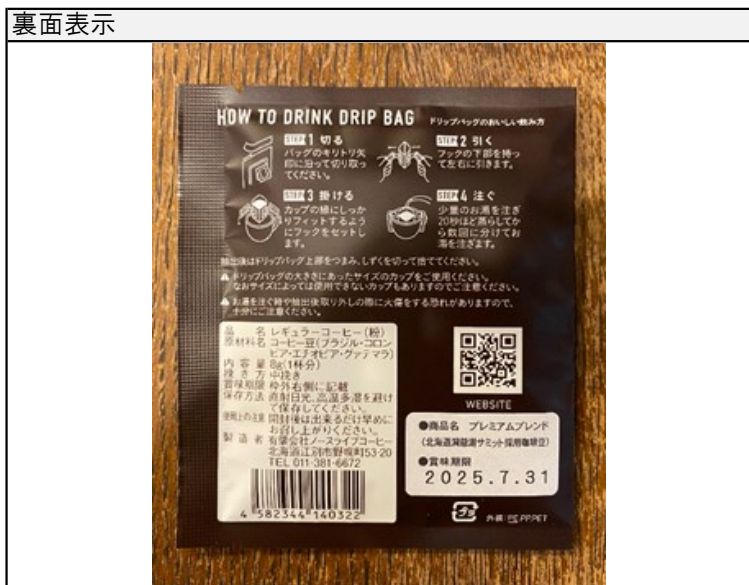 裏面表示
HOW TO DRINK DRIP BAG ドリップバッグのおいしい飲み方
STEP 1 切る
バッグのキリトリ矢
印に沿って切り取っ
てください。
STEP 2 引く
フックの下部を持っ
て左右に引きます。
STEP 3 掛ける
カップの縁にしっか
りフィットするよう
にフックをセットし
ます。
STEP 4 注ぐ
少量のお湯を注ぎ
20秒ほど蒸らしてか
ら数回に分けてお
湯を注ぎます。
抽出後はドリップバッグ上部をつまみ、しずくを切って捨ててください。
ドリップバッグの大きさにあったサイズのカップをご使用ください。
なおサイズによっては使用できないカップもありますのでご注意ください。
お湯を注ぐ時や抽出後取り外しの際に火傷をする恐れがありますので、
十分にご注意ください。
品名 レギュラーコーヒー(粉)
原材料名 コーヒー豆(ブラジル・コロン
ビア・エチオピア・グァテマラ)
内容量 8g(1杯分)
挽き方 中挽き
賞味期限 枠外右側に記載
保存方法 直射日光、高温多湿を避け
て保存してください。
使用上の注意 開封後は出来るだけ早めに
お召し上がりください。
製造者 有限会社ノースライブコーヒー
北海道江別市野幌町53-20
TEL 011-381-6672
4 582344 140322
WEBSITE
●商品名 プレミアムブレンド
(北海道洞爺湖サミット採用珈琲豆)
●賞味期限
2025.7.31
プラ 外装:PE,PP,PET